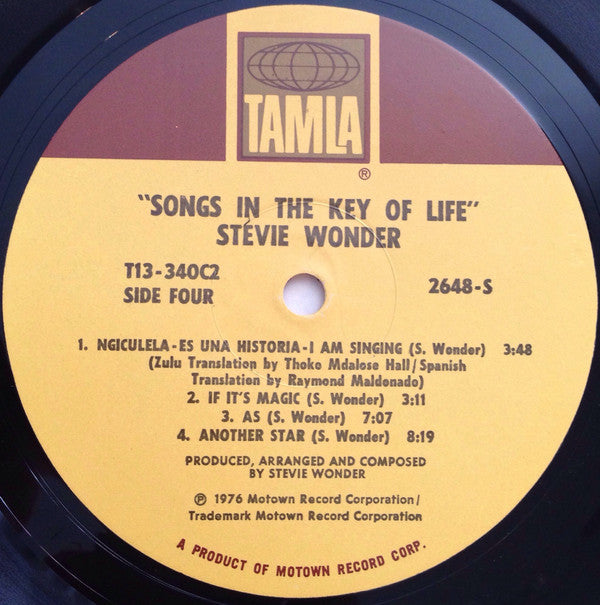 TAMLA
®
"SONGS IN THE KEY OF LIFE"
STEVIE WONDER
T13-340C2
2648-S
SIDE FOUR
1. NGICULELA-ES UNA HISTORIA-I AM SINGING (S. Wonder) 3:48
(Zulu Translation by Thoko Mdalose Hall/Spanish
Translation by Raymond Maldonado)
2. IF IT'S MAGIC (S. Wonder) 3:11
3. AS (S. Wonder) 7:07
4. ANOTHER STAR (S. Wonder) 8:19
PRODUCED, ARRANGED AND COMPOSED
BY STEVIE WONDER
℗ 1976 Motown Record Corporation/
Trademark Motown Record Corporation
A PRODUCT OF MOTOWN RECORD CORP.